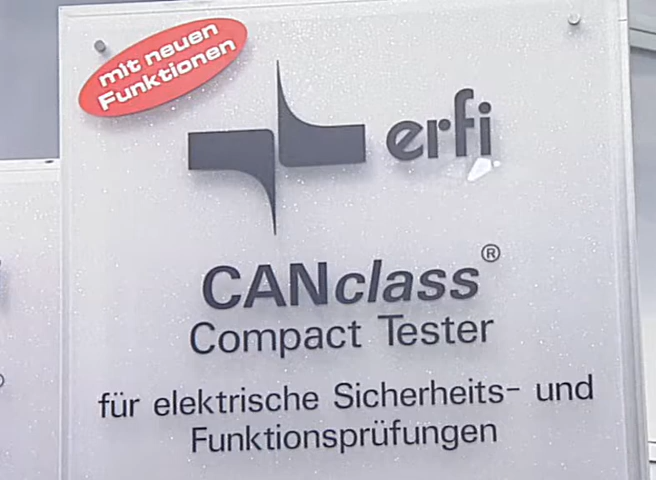 mit neuen
Funktionen
erfi
CANclass®
Compact Tester
für elektrische Sicherheits- und
Funktionsprüfungen